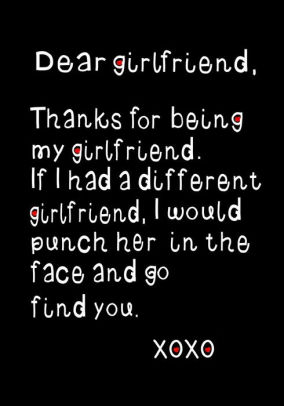 Dear girlfriend,
Thanks for being
my girlfriend.
If I had a different
girlfriend, I would
punch her in the
face and go
find you.
XOXO